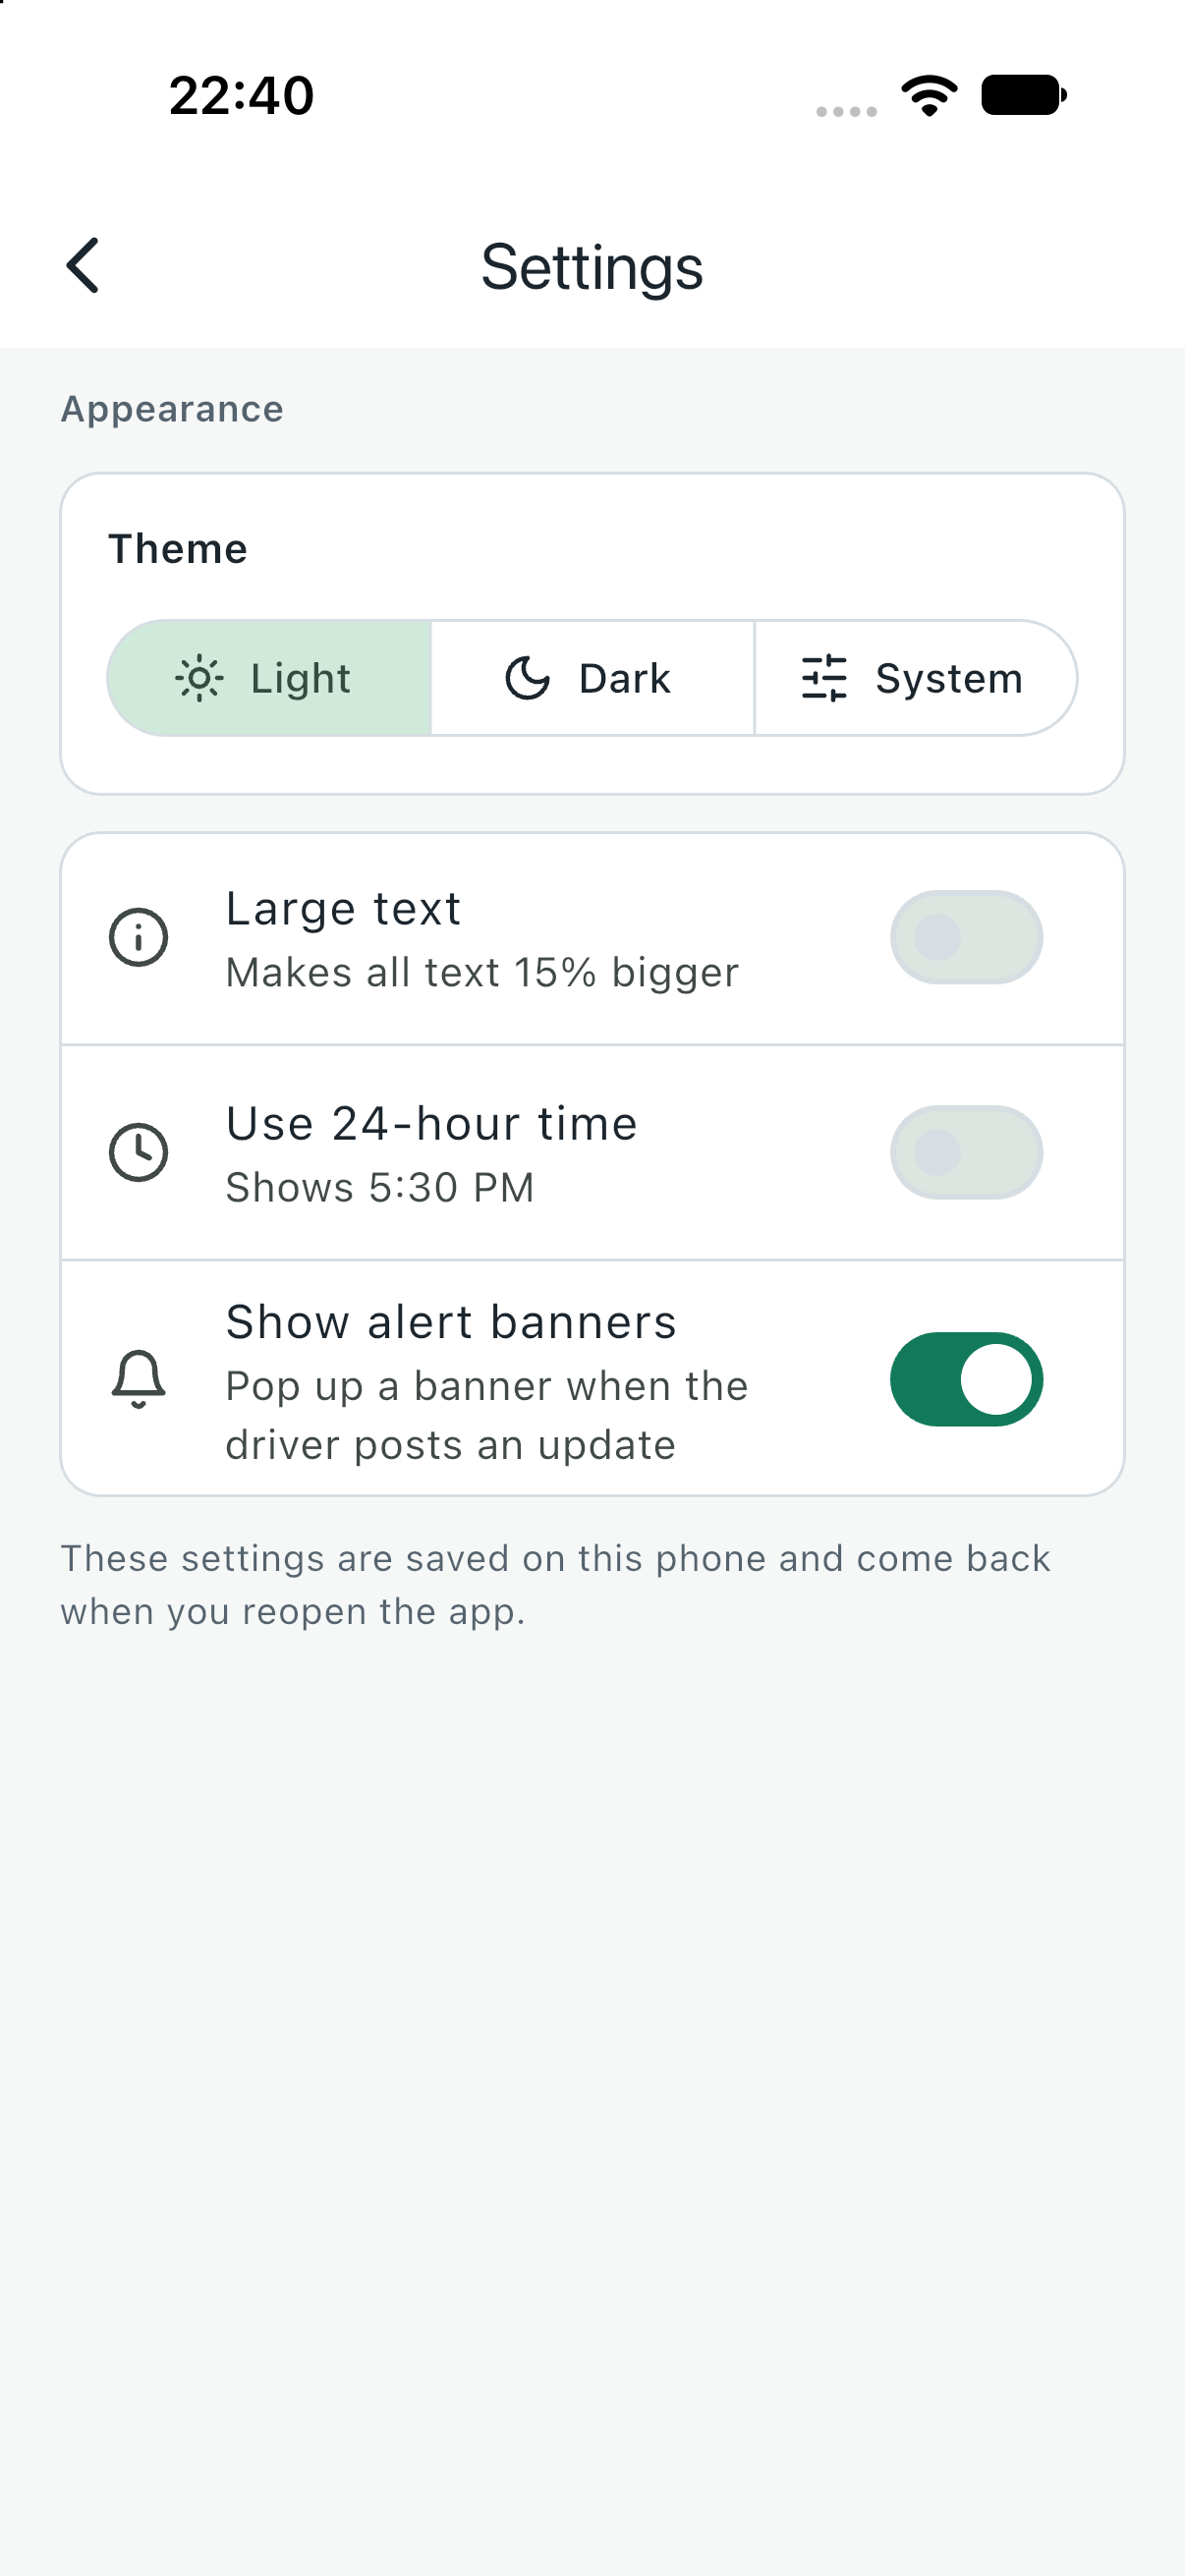 22:40
Settings
Appearance
Theme
Light
Dark
System
Large text
Makes all text 15% bigger
Use 24-hour time
Shows 5:30 PM
Show alert banners
Pop up a banner when the
driver posts an update
These settings are saved on this phone and come back
when you reopen the app.